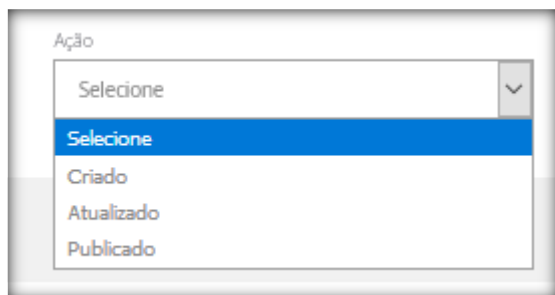 Ação
Selecione
Selecione
Criado
Atualizado
Publicado